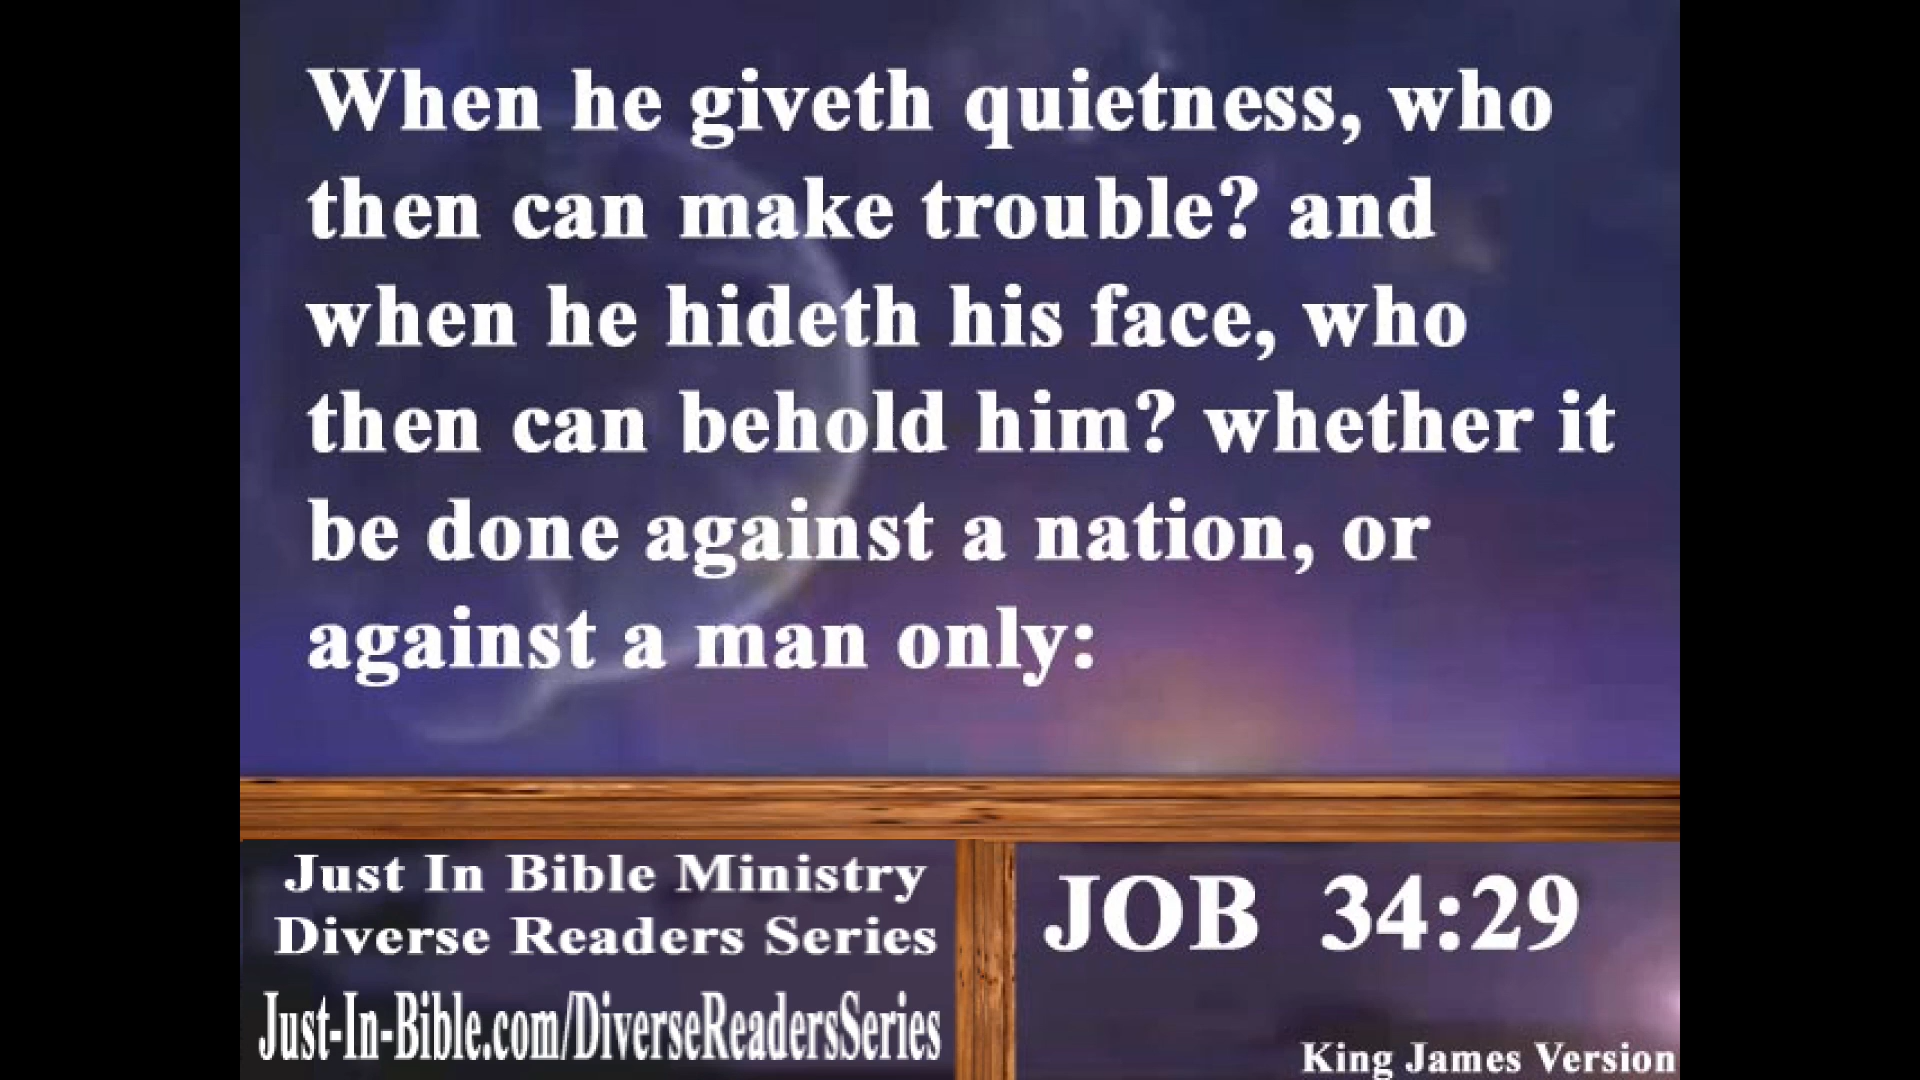 When he giveth quietness, who
then can make trouble? and
when he hideth his face, who
then can behold him? whether it
be done against a nation, or
against a man only:
Just In Bible Ministry
Diverse Readers Series
Just-In-Bible.com/DiverseReadersSeries
JOB 34:29
King James Version